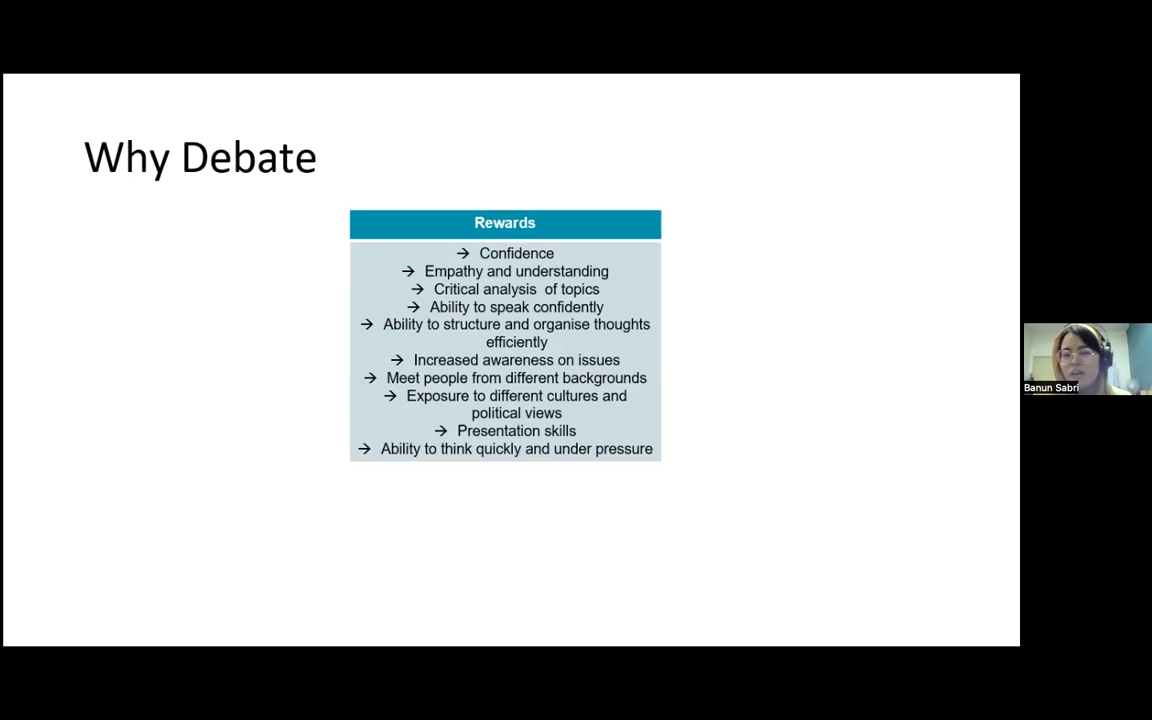 Why Debate
Rewards
→ Confidence
→ Empathy and understanding
→ Critical analysis of topics
→ Ability to speak confidently
→ Ability to structure and organise thoughts
efficiently
→ Increased awareness on issues
→ Meet people from different backgrounds
→ Exposure to different cultures and
political views
→ Presentation skills
→ Ability to think quickly and under pressure
Banun Sabri